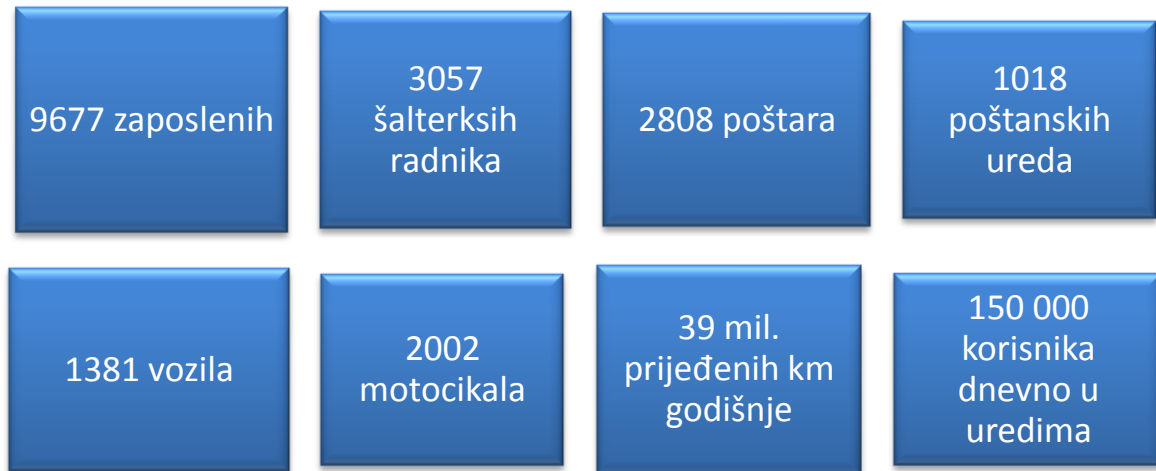 9677 zaposlenih
3057
šalterksih
radnika
2808 poštara
1018
poštanskih
ureda
1381 vozila
2002
motocikala
39 mil.
prijeđenih km
godišnje
150 000
korisnika
dnevno u
uredima